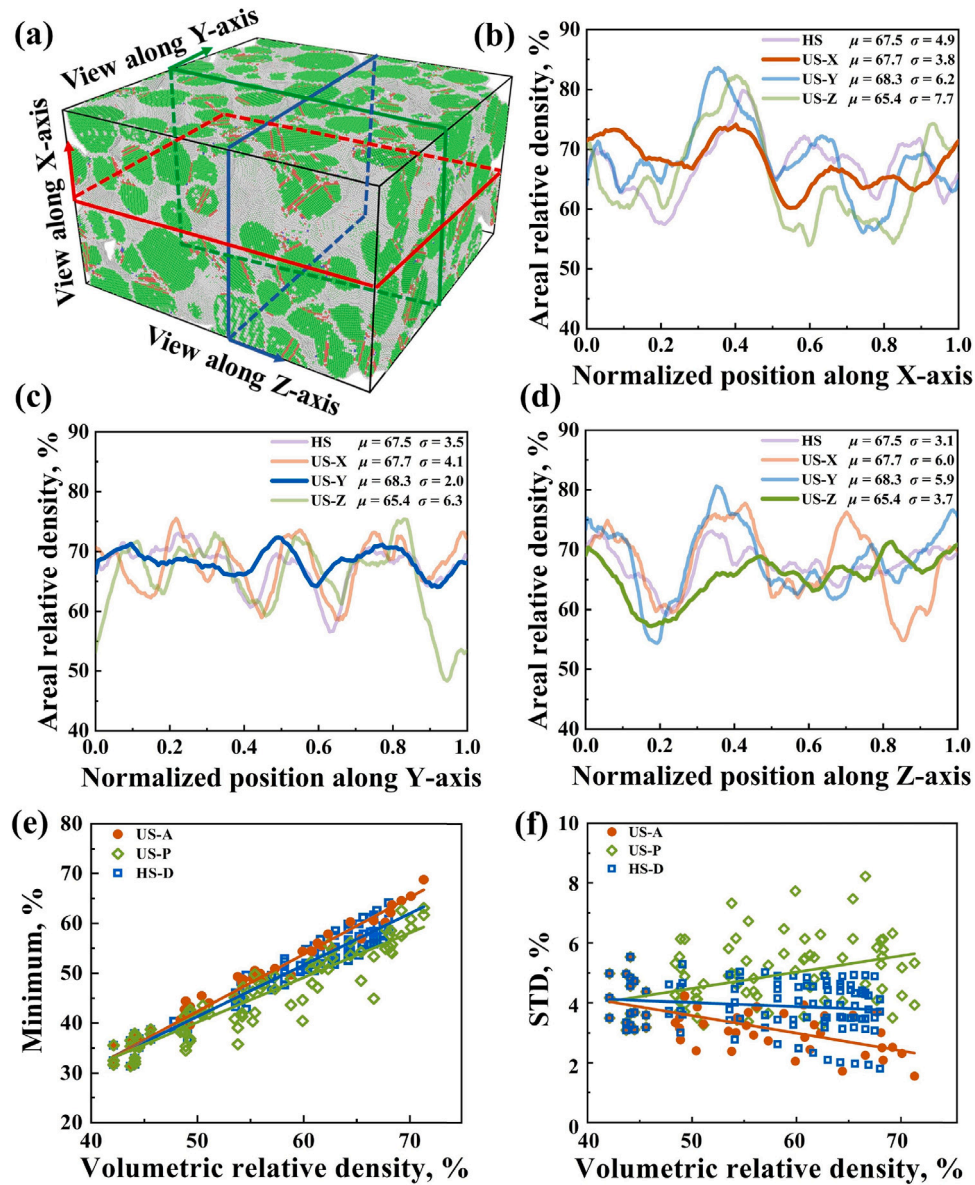 (a)
View along Y-axis
View along X-axis
View along Z-axis
(b)
HS μ = 67.5 σ = 4.9
US-X μ = 67.7 σ = 3.8
US-Y μ = 68.3 σ = 6.2
US-Z μ = 65.4 σ = 7.7
Areal relative density, %
90
80
70
60
50
40
0.0 0.2 0.4 0.6 0.8 1.0
Normalized position along X-axis
(c)
HS μ = 67.5 σ = 3.5
US-X μ = 67.7 σ = 4.1
US-Y μ = 68.3 σ = 2.0
US-Z μ = 65.4 σ = 6.3
Areal relative density, %
90
80
70
60
50
40
0.0 0.2 0.4 0.6 0.8 1.0
Normalized position along Y-axis
(d)
HS μ = 67.5 σ = 3.1
US-X μ = 67.7 σ = 6.0
US-Y μ = 68.3 σ = 5.9
US-Z μ = 65.4 σ = 3.7
Areal relative density, %
90
80
70
60
50
40
0.0 0.2 0.4 0.6 0.8 1.0
Normalized position along Z-axis
(e)
US-A
US-P
HS-D
Minimum, %
80
70
60
50
40
30
20
40 50 60 70
Volumetric relative density, %
(f)
US-A
US-P
HS-D
STD, %
10
8
6
4
2
0
40 50 60 70
Volumetric relative density, %